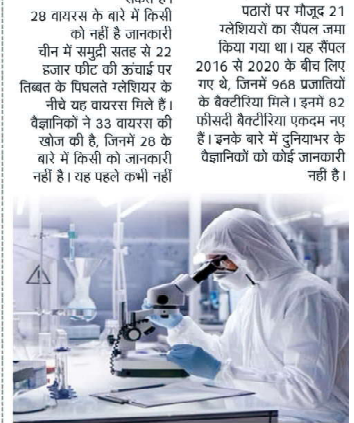 28 वायरस के बारे में किसी
को नहीं है जानकारी
चीन में समुद्री सतह से 22
हजार फीट की ऊंचाई पर
तिब्बत के पिघलते ग्लेशियर के
नीचे यह वायरस मिले हैं।
वैज्ञानिकों ने 33 वायरस की
खोज की है, जिनमें 28 के
बारे में किसी को जानकारी
नहीं है। यह पहले कभी नहीं
पठारों पर मौजूद 21
ग्लेशियरों का सैंपल जमा
किया गया था। यह सैंपल
2016 से 2020 के बीच लिए
गए थे, जिनमें 968 प्रजातियों
के बैक्टीरिया मिले। इनमें 82
फीसदी बैक्टीरिया एकदम नए
हैं। इनके बारे में दुनियाभर के
वैज्ञानिकों को कोई जानकारी
नहीं है।